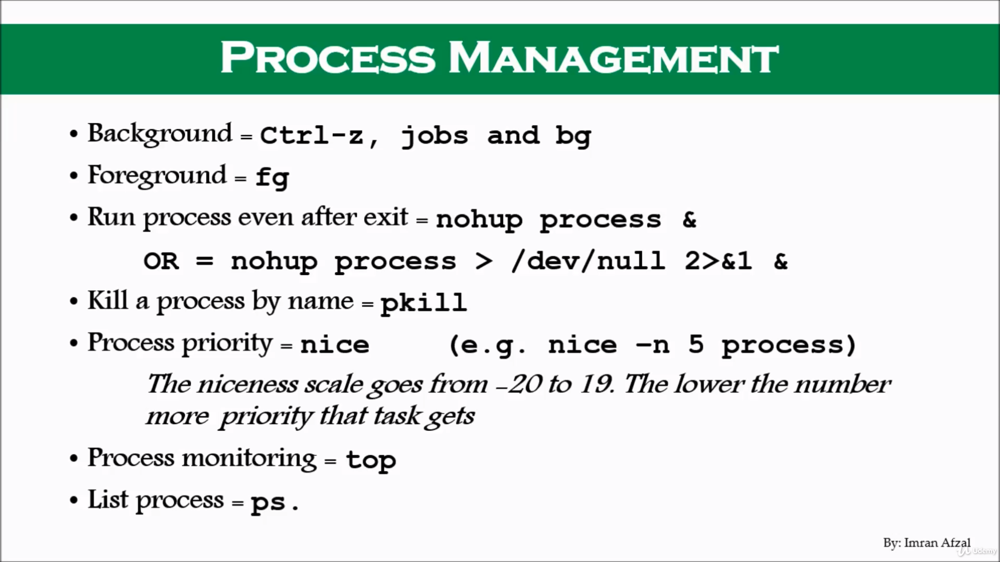 PROCESS MANAGEMENT
• Background = Ctrl-z, jobs and bg
• Foreground = fg
• Run process even after exit = nohup process &
OR = nohup process > /dev/null 2>&1 &
• Kill a process by name = pkill
• Process priority = nice (e.g. nice –n 5 process)
The niceness scale goes from -20 to 19. The lower the number
more priority that task gets
• Process monitoring = top
• List process = ps.
By: Imran Afzal
Udemy